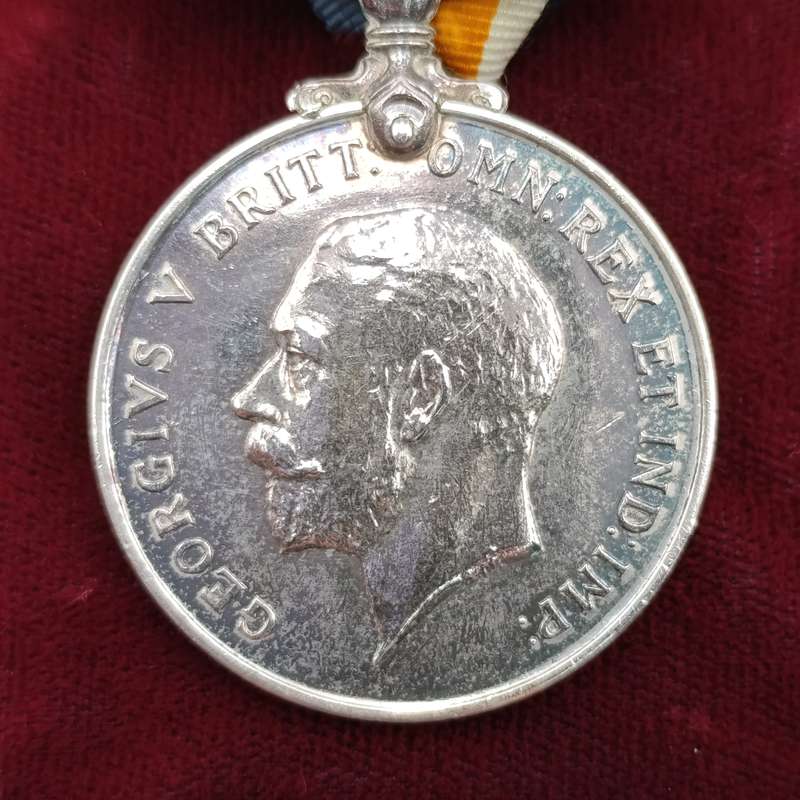 GEORGIVS V BRITT. OMN: REX ET IND: IMP: